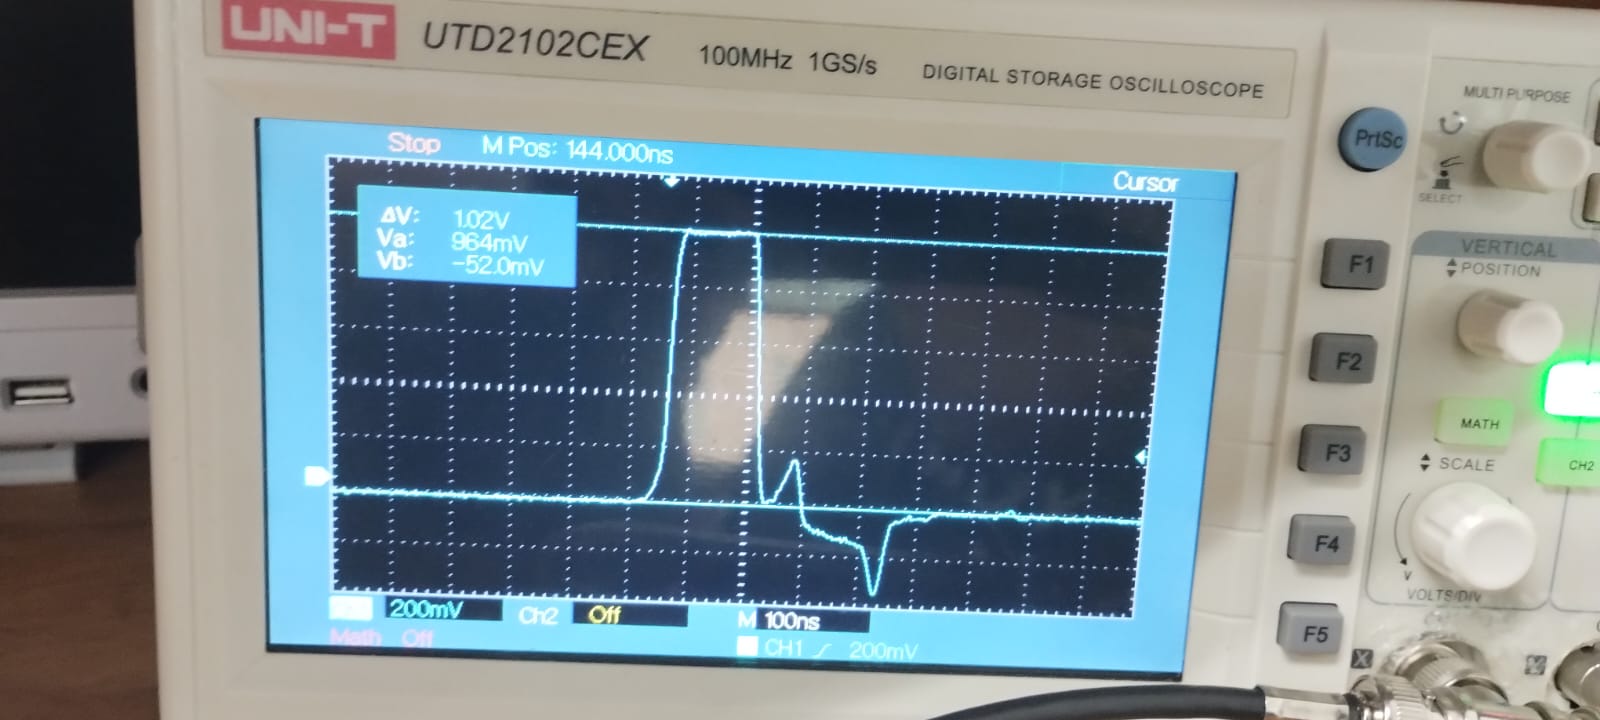 UNI-T UTD2102CEX 100MHz 1GS/s DIGITAL STORAGE OSCILLOSCOPE
Stop M Pos: 144.000ns Cursor
ΔV: 1.02V
Va: 964mV
Vb: -52.0mV
200mV Ch2 Off M 100ns
Math Off CH1 200mV
PrtSc
F1
F2
F3
F4
F5
MULTI PURPOSE
SELECT
VERTICAL
POSITION
MATH
SCALE
CH2
V
VOLTS/DIV
X